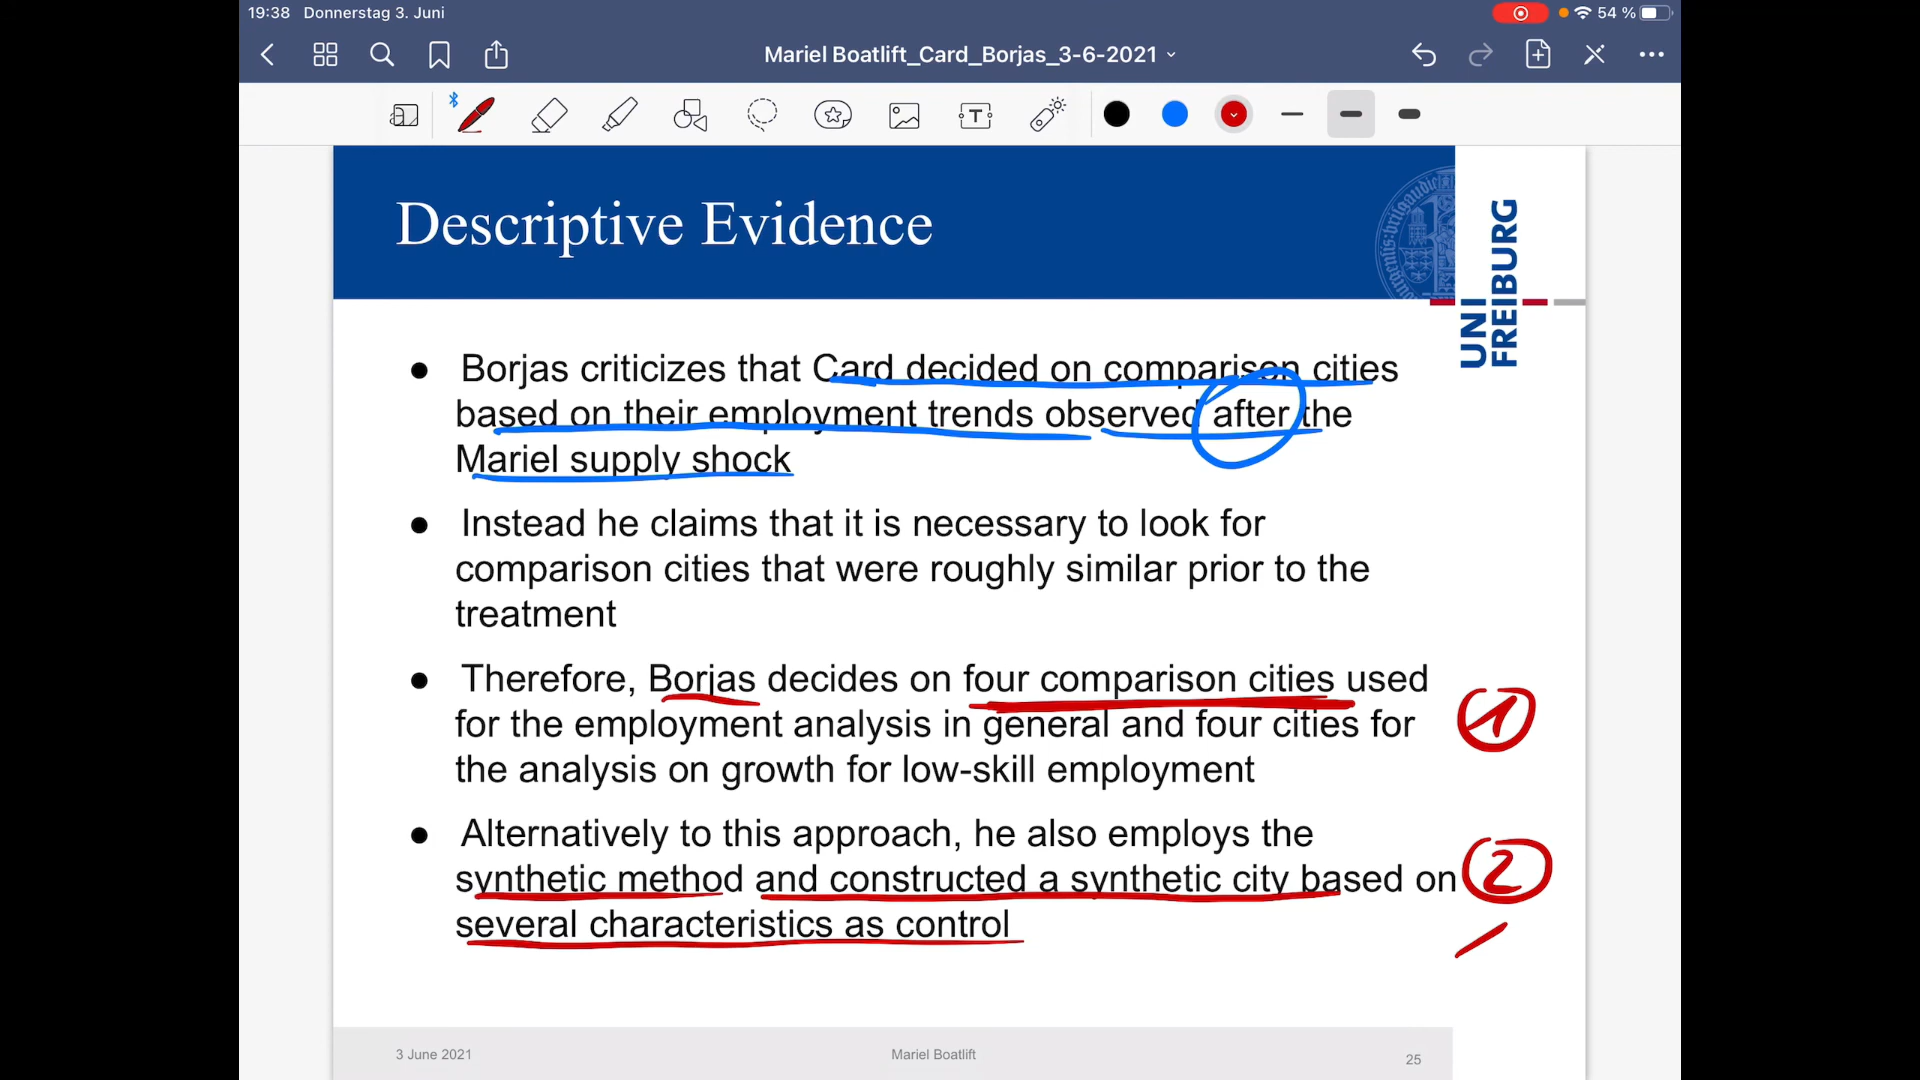 19:38 Donnerstag 3. Juni
54 %
Mariel Boatlift_Card_Borjas_3-6-2021
Descriptive Evidence
UNI
FREIBURG
Borjas criticizes that Card decided on comparison cities
based on their employment trends observed after the
Mariel supply shock
Instead he claims that it is necessary to look for
comparison cities that were roughly similar prior to the
treatment
Therefore, Borjas decides on four comparison cities used
for the employment analysis in general and four cities for
the analysis on growth for low-skill employment
1
Alternatively to this approach, he also employs the
synthetic method and constructed a synthetic city based on
several characteristics as control
2
3 June 2021
Mariel Boatlift
25